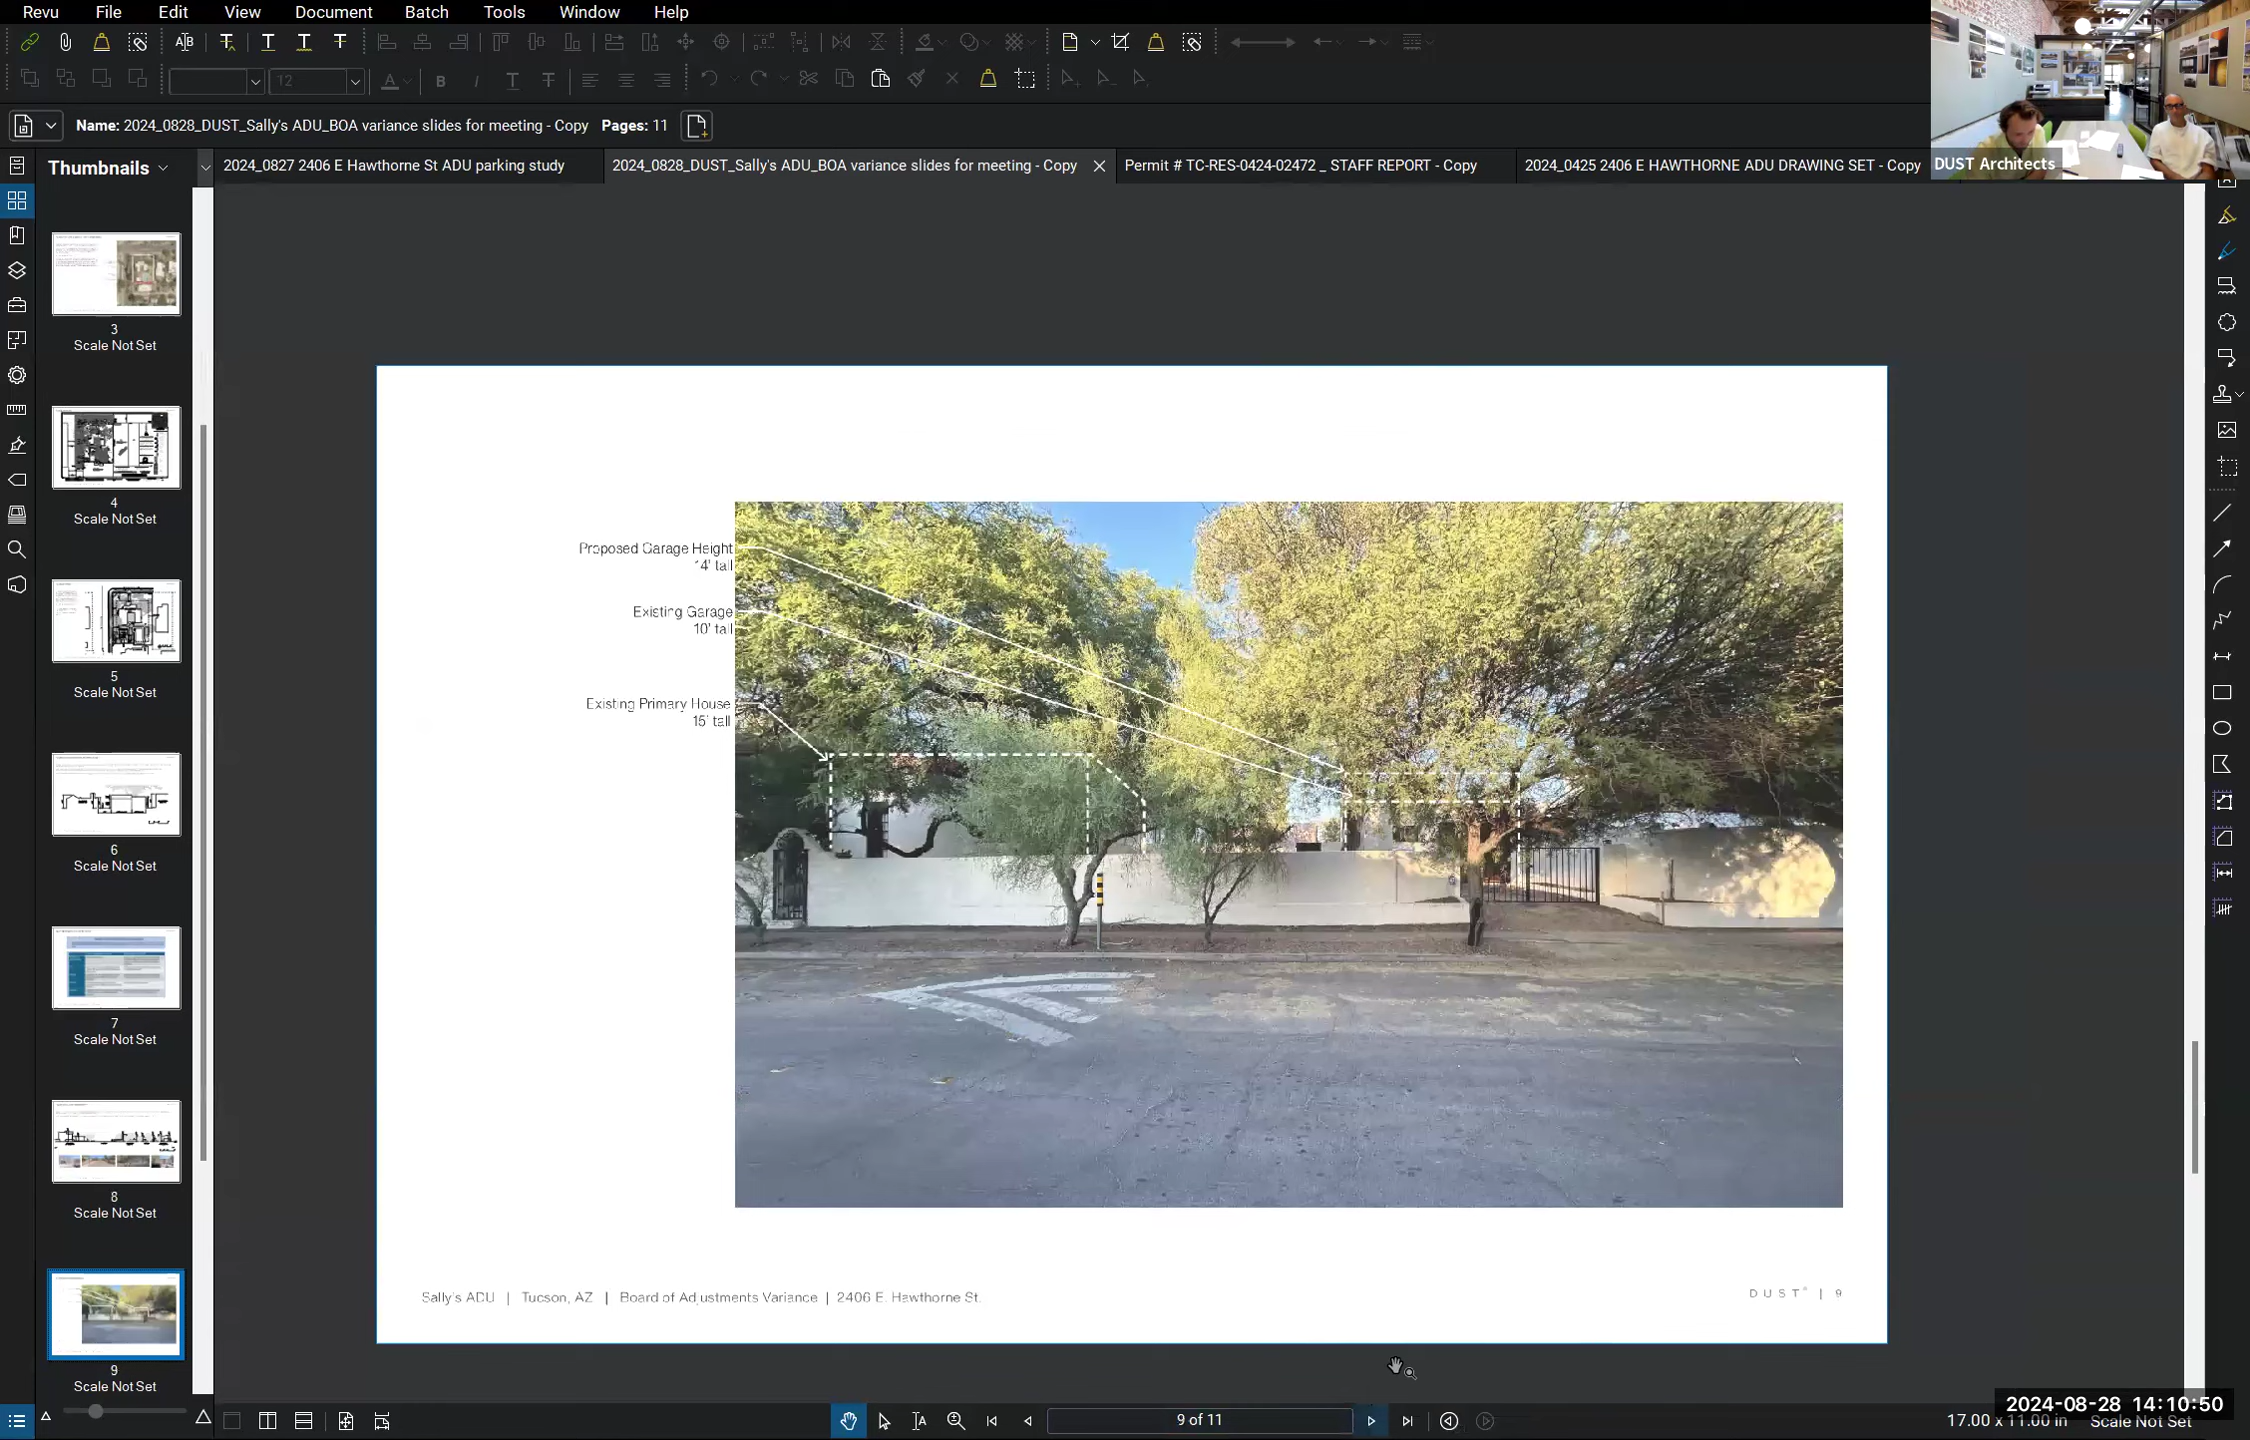 Revu File Edit View Document Batch Tools Window Help
12
Name: 2024_0828_DUST_Sally's ADU_BOA variance slides for meeting - Copy Pages: 11
DUST Architects
Thumbnails
2024_0827 2406 E Hawthorne St ADU parking study
2024_0828_DUST_Sally's ADU_BOA variance slides for meeting - Copy
Permit # TC-RES-0424-02472 _ STAFF REPORT - Copy
2024_0425 2406 E HAWTHORNE ADU DRAWING SET - Copy
3
Scale Not Set
4
Scale Not Set
5
Scale Not Set
6
Scale Not Set
7
Scale Not Set
8
Scale Not Set
9
Scale Not Set
Proposed Garage Height
14' tall
Existing Garage
10' tall
Existing Primary House
15' tall
Sally's ADU | Tucson, AZ | Board of Adjustments Variance | 2406 E. Hawthorne St.
DUST® | 9
9 of 11
2024-08-28 14:10:50
17.00 x 11.00 in Scale Not Set